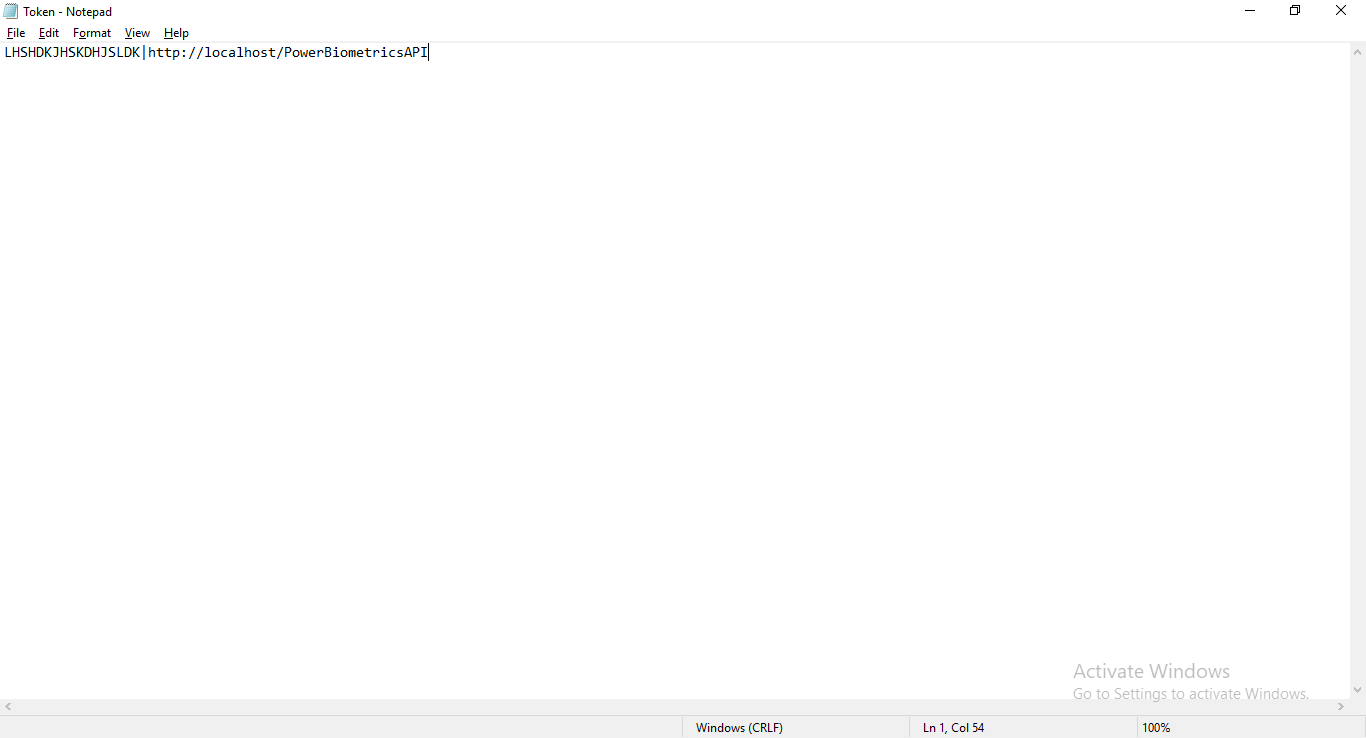 Token - Notepad
File Edit Format View Help
LHSHDKJHSKDHJSLDK|http://localhost/PowerBiometricsAPI
Activate Windows
Go to Settings to activate Windows.
Windows (CRLF) Ln 1, Col 54 100%